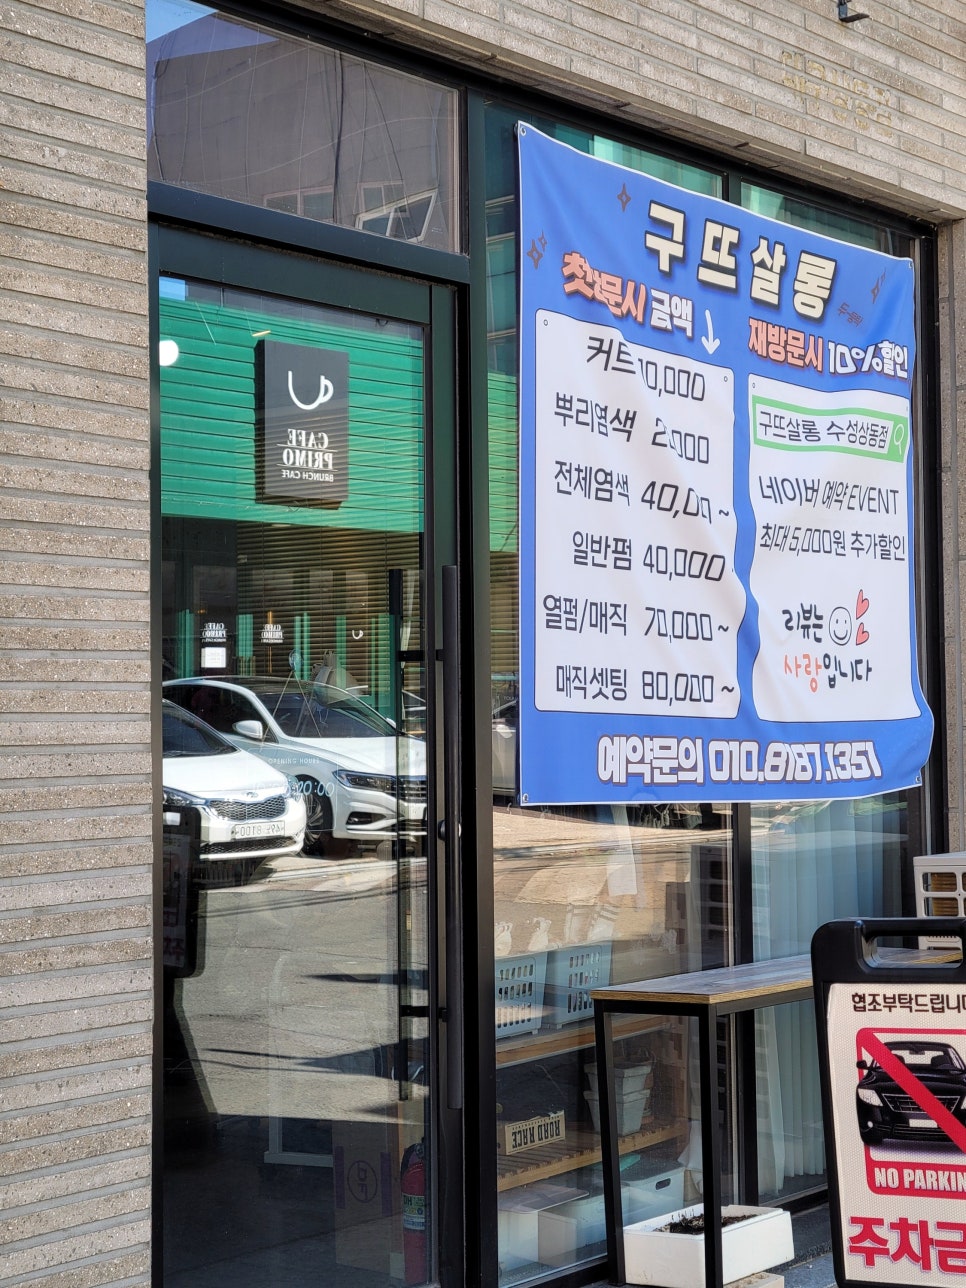 구뜨살롱
첫방문시 금액
재방문시 10%할인
커트 10,000
뿌리염색
전체염색
일반펌 40,000
열펌/매직 70,000~
매직셋팅 80,000~
구뜨살롱 수성상동점
네이버 예약 EVENT
최대 5,000원 추가할인
리뷰는
사랑입니다
예약문의 010.8187.1351
CAFE
PRIMO
BRUNCH CAFE
OPENING HOURS
ROAD RACE
협조부탁드립니다
NO PARKIN
주차금